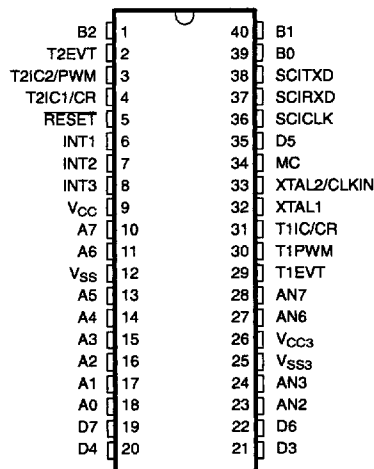 B2 1 40 B1
T2EVT 2 39 B0
T2IC2/PWM 3 38 SCITXD
T2IC1/CR 4 37 SCIRXD
RESET 5 36 SCICLK
INT1 6 35 D5
INT2 7 34 MC
INT3 8 33 XTAL2/CLKIN
VCC 9 32 XTAL1
A7 10 31 T1IC/CR
A6 11 30 T1PWM
VSS 12 29 T1EVT
A5 13 28 AN7
A4 14 27 AN6
A3 15 26 VCC3
A2 16 25 VSS3
A1 17 24 AN3
A0 18 23 AN2
D7 19 22 D6
D4 20 21 D3